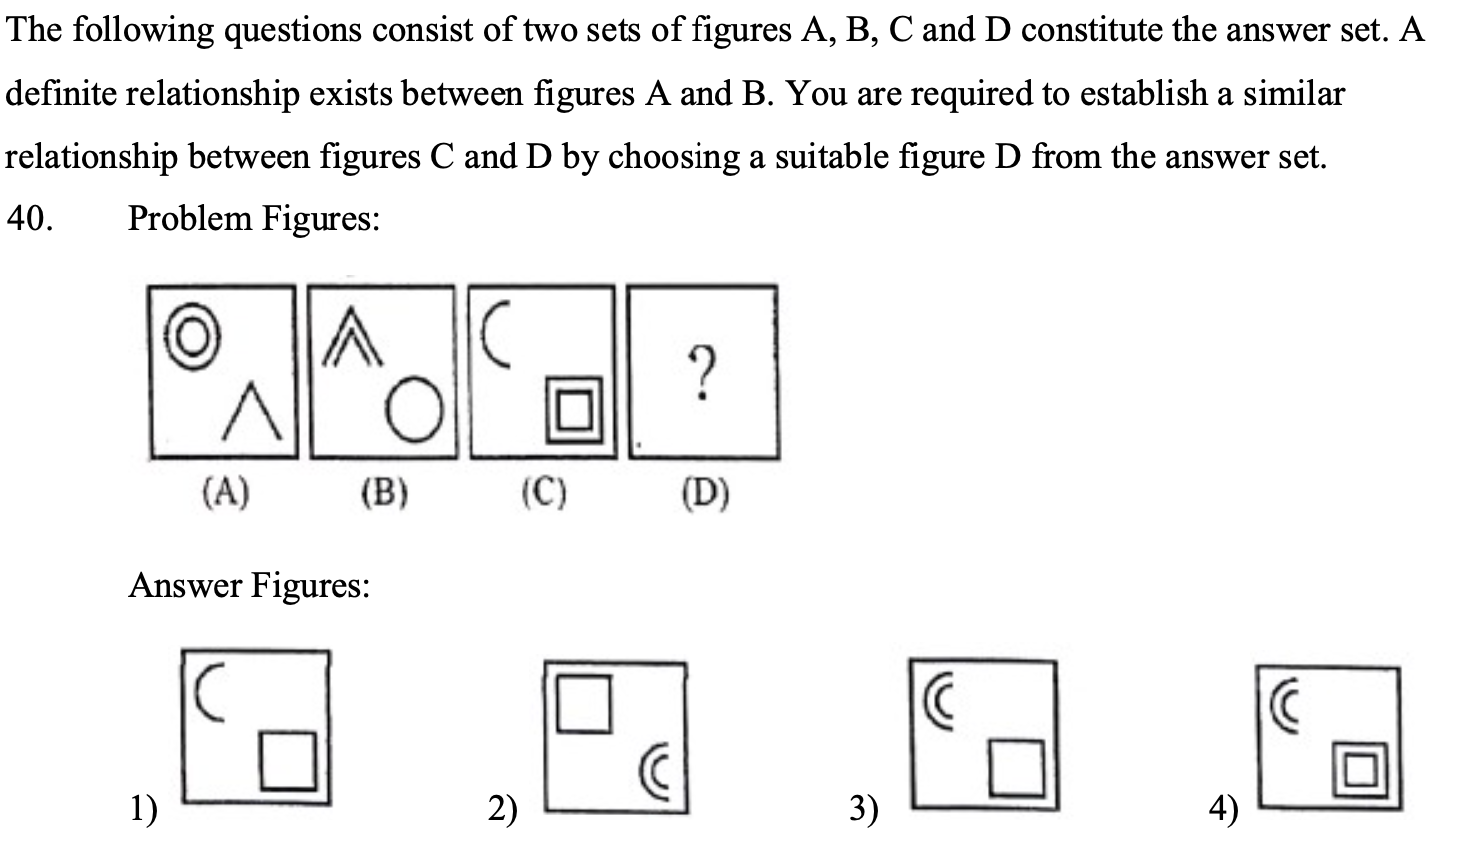 The following questions consist of two sets of figures A, B, C and D constitute the answer set. A
definite relationship exists between figures A and B. You are required to establish a similar
relationship between figures C and D by choosing a suitable figure D from the answer set.
40. Problem Figures:
?
(A) (B) (C) (D)
Answer Figures:
1) 2) 3) 4)